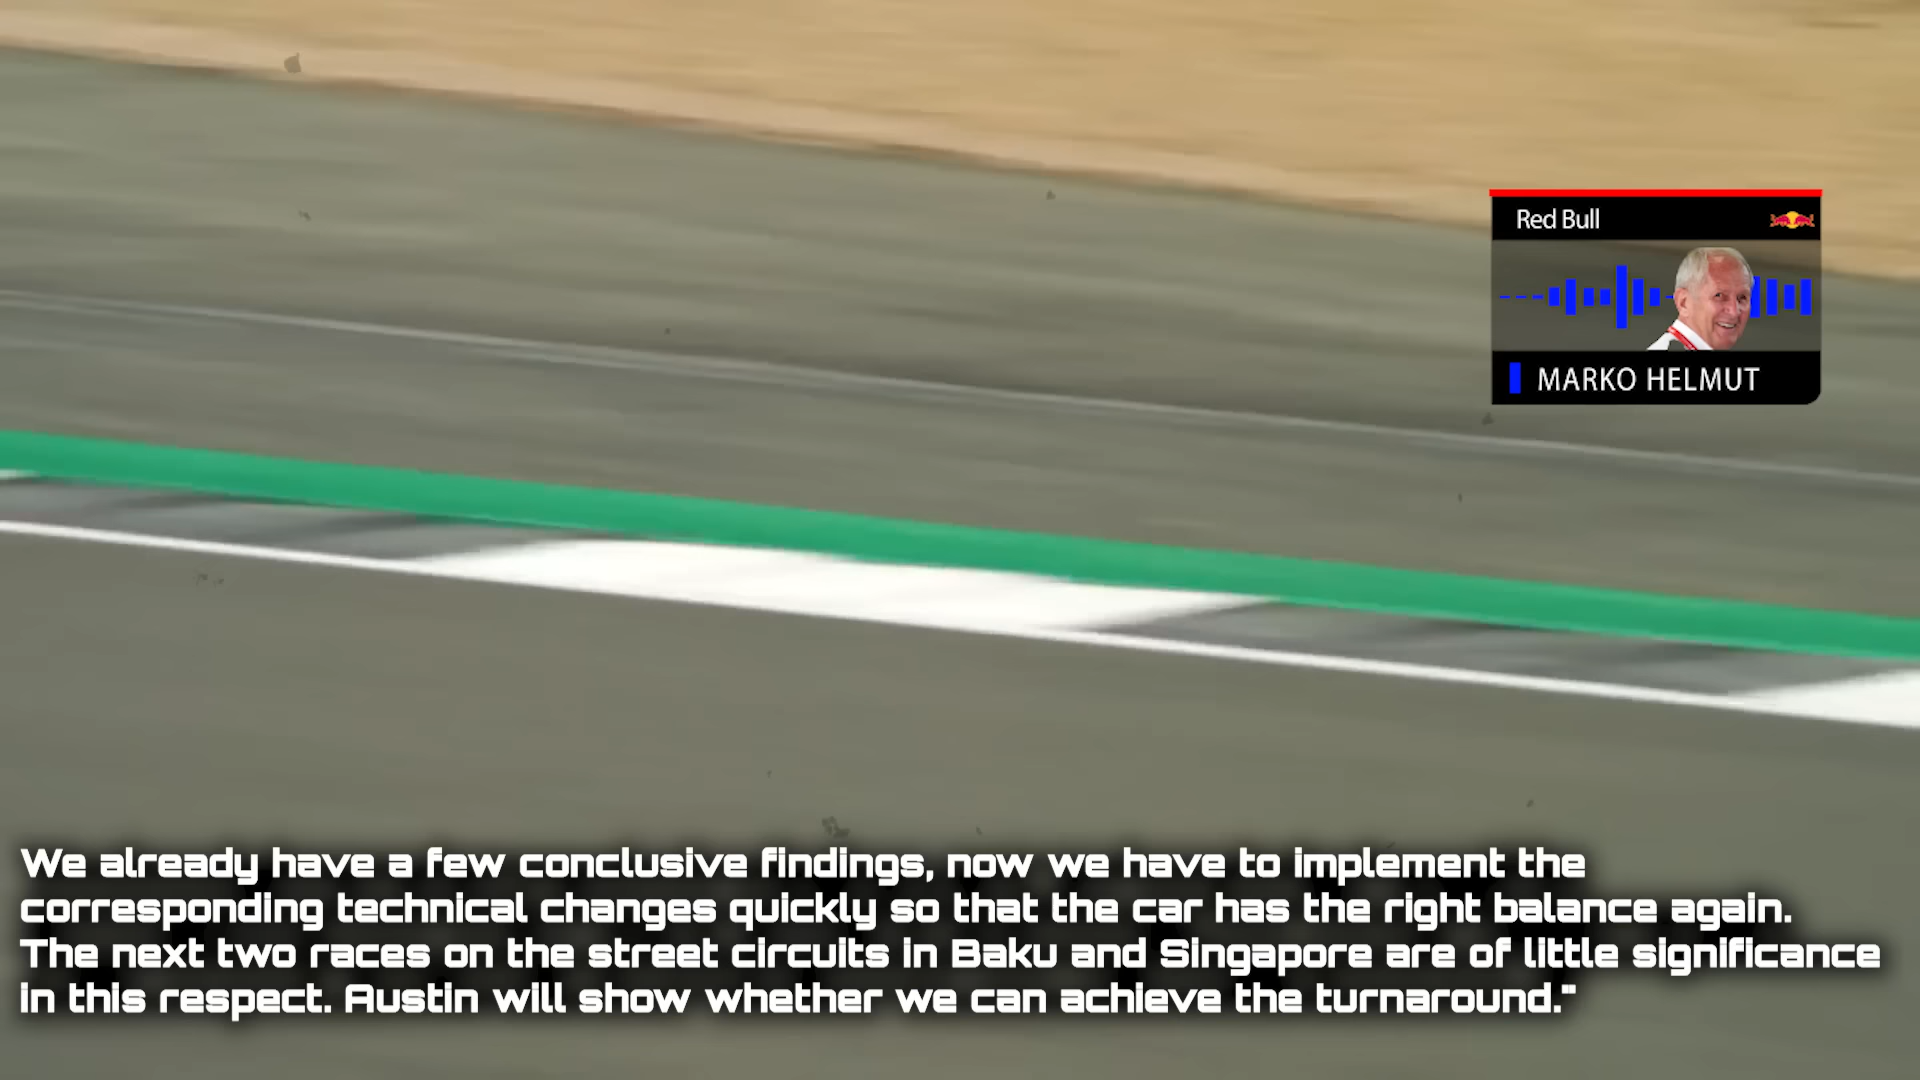 Red Bull
MARKO HELMUT
We already have a few conclusive findings, now we have to implement the
corresponding technical changes quickly so that the car has the right balance again.
The next two races on the street circuits in Baku and Singapore are of little significance
in this respect. Austin will show whether we can achieve the turnaround."